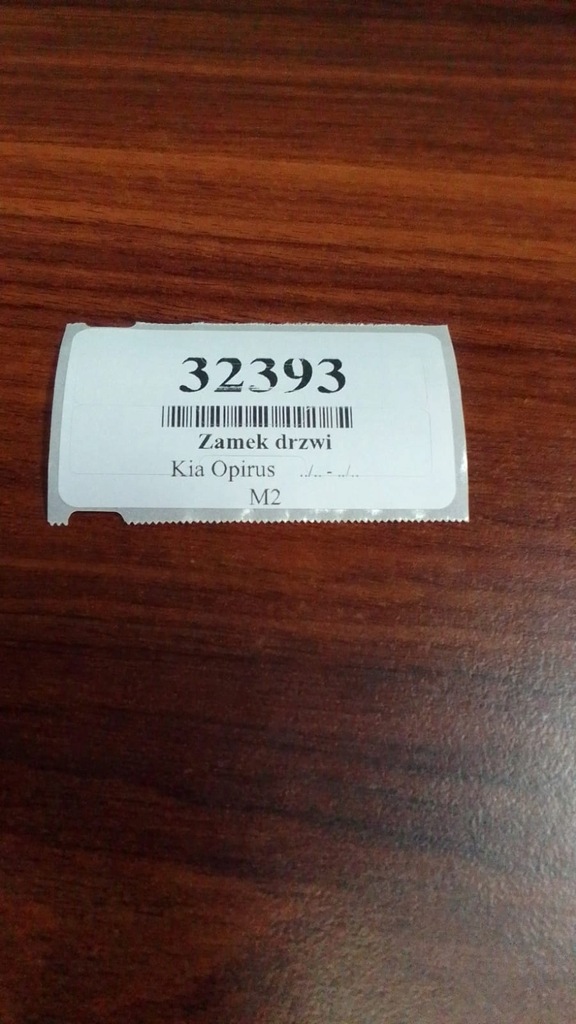 32393
Zamek drzwi
Kia Opirus ../.. - ../..
M2